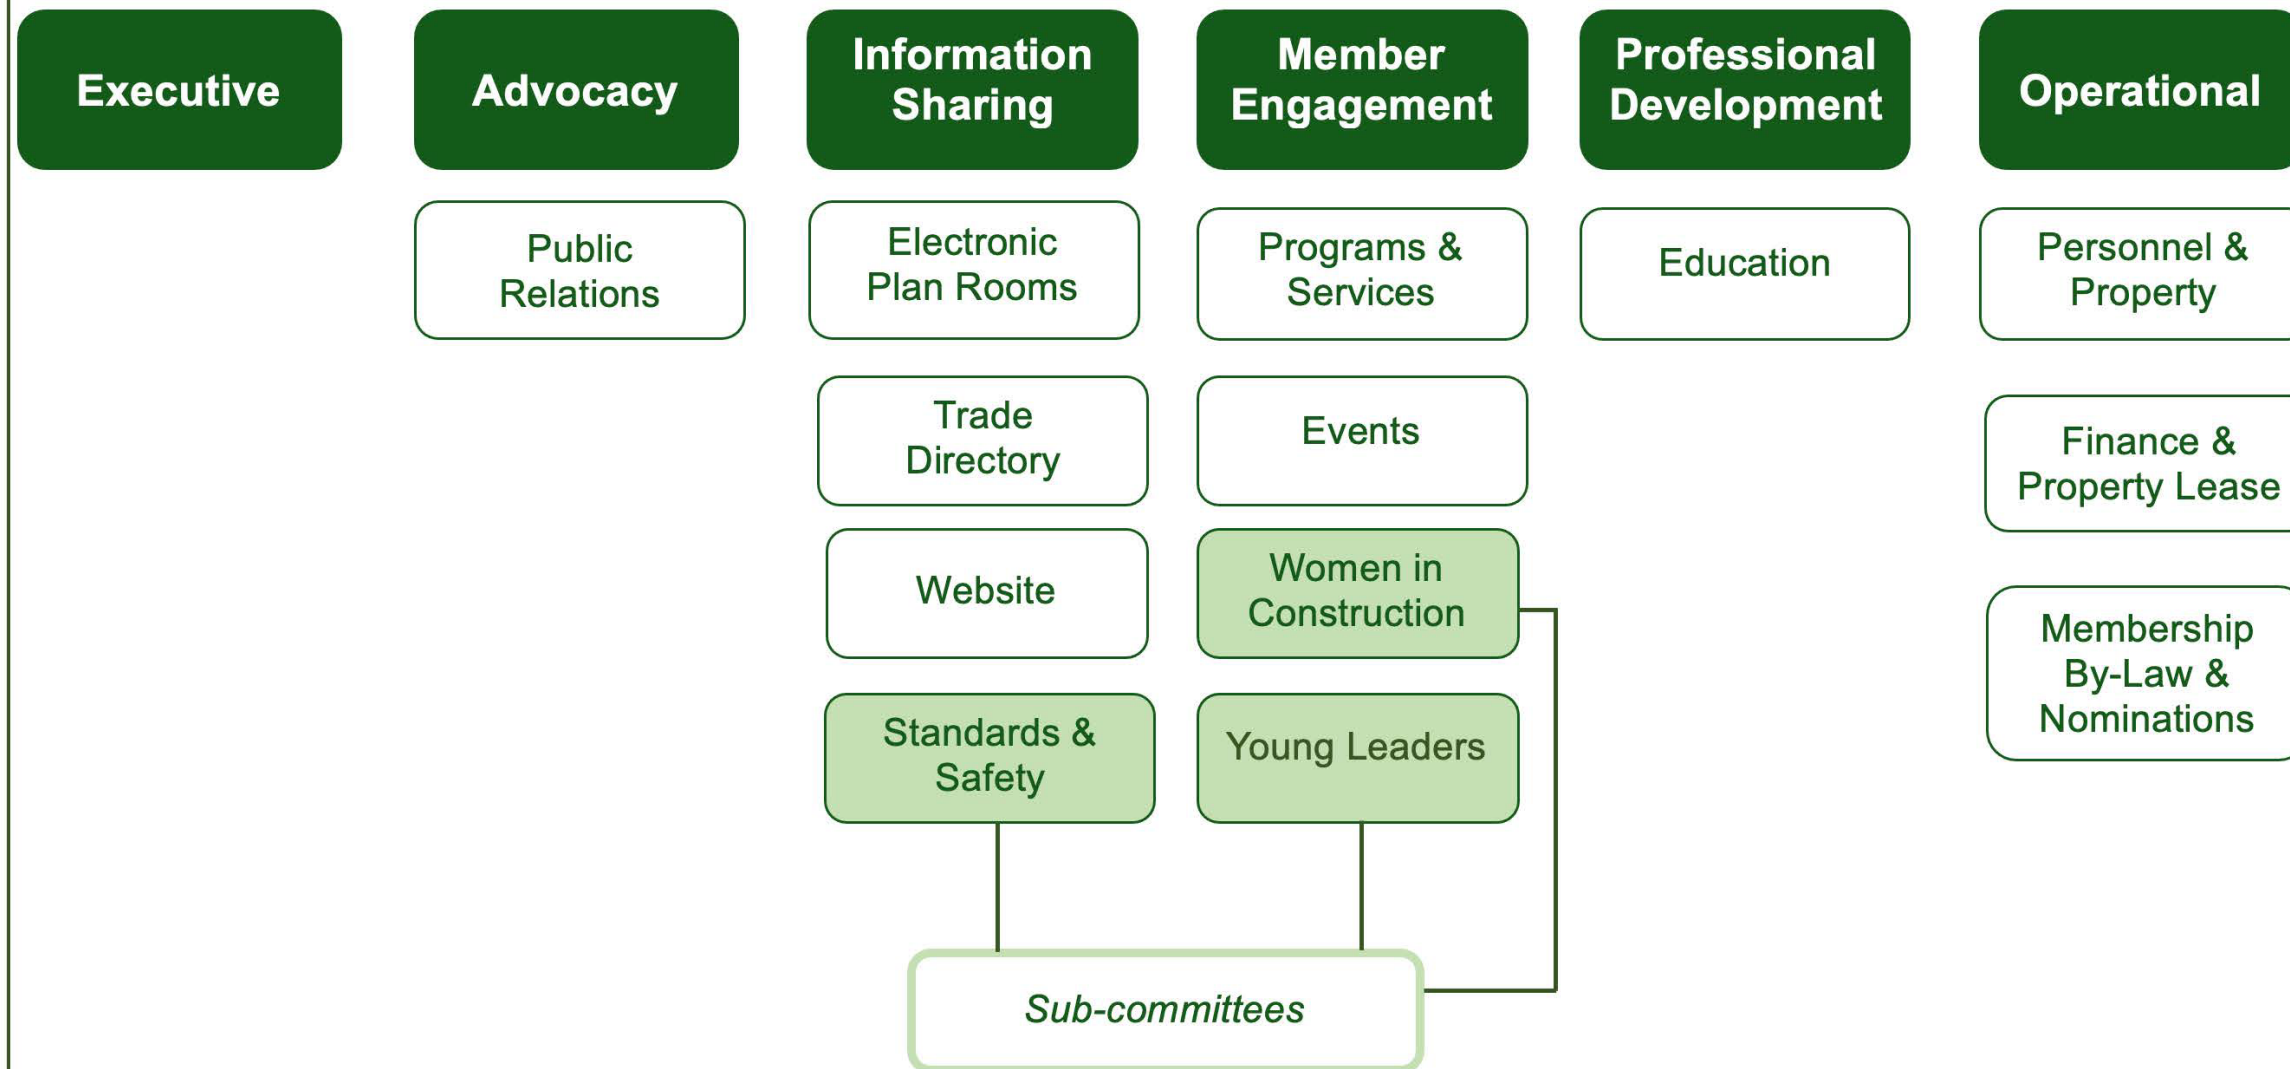 Executive
Advocacy
Information
Sharing
Member
Engagement
Professional
Development
Operational
Public
Relations
Electronic
Plan Rooms
Programs &
Services
Education
Personnel &
Property
Trade
Directory
Events
Finance &
Property Lease
Website
Women in
Construction
Membership
By-Law &
Nominations
Standards &
Safety
Young Leaders
Sub-committees